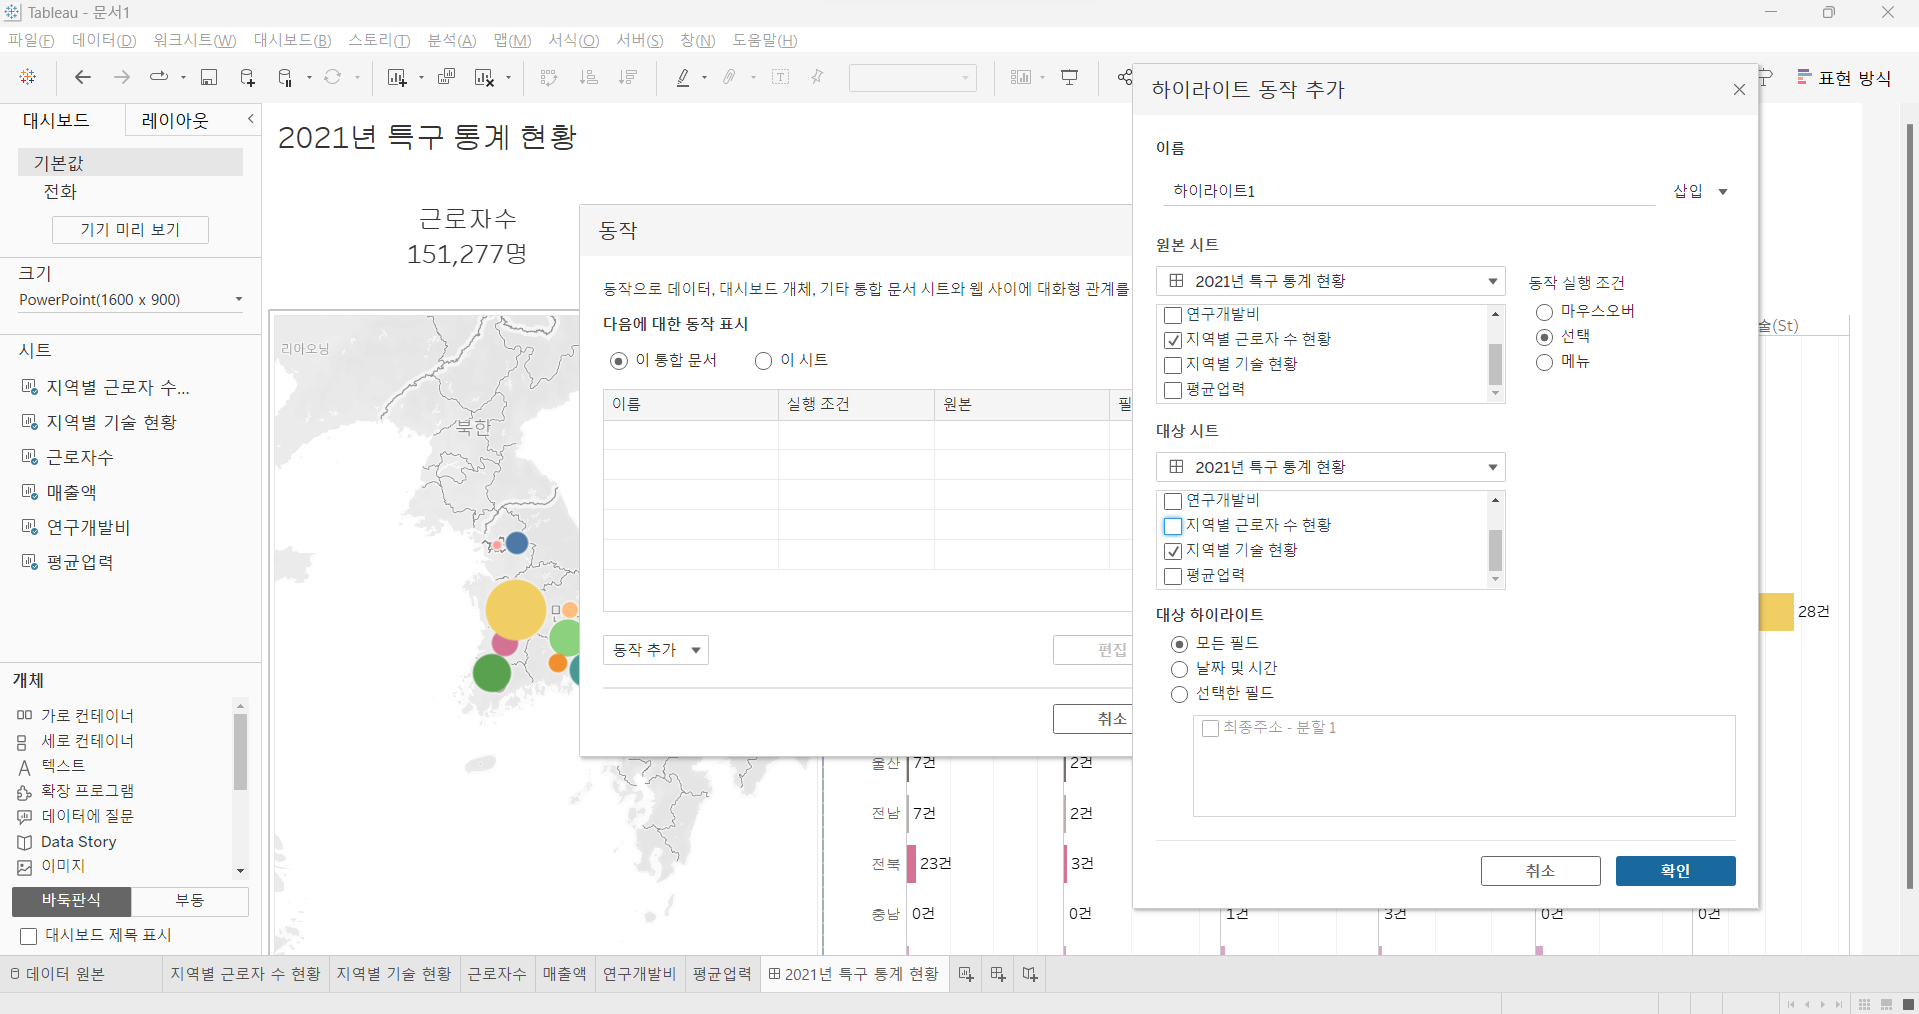 Tableau - 문서1
파일(F) 데이터(D) 워크시트(W) 대시보드(B) 스토리(T) 분석(A) 맵(M) 서식(O) 서버(S) 창(N) 도움말(H)
표현 방식
대시보드
레이아웃
기본값
전화
기기 미리 보기
크기
PowerPoint(1600 x 900)
시트
지역별 근로자 수...
지역별 기술 현황
근로자수
매출액
연구개발비
평균업력
개체
가로 컨테이너
세로 컨테이너
텍스트
확장 프로그램
데이터에 질문
Data Story
이미지
바둑판식
부동
대시보드 제목 표시
2021년 특구 통계 현황
근로자수
151,277명
리아오닝
북한
동작
동작으로 데이터, 대시보드 개체, 기타 통합 문서 시트와 웹 사이에 대화형 관계를
다음에 대한 동작 표시
이 통합 문서
이 시트
이름
실행 조건
원본
필
동작 추가
편집
취소
울산 7건 2건
전남 7건 2건
전북 23건 3건
충남 0건 0건 1건 3건 0건 0건
술(St)
28건
하이라이트 동작 추가
이름
하이라이트1
삽입
원본 시트
2021년 특구 통계 현황
연구개발비
지역별 근로자 수 현황
지역별 기술 현황
평균업력
동작 실행 조건
마우스오버
선택
메뉴
대상 시트
2021년 특구 통계 현황
연구개발비
지역별 근로자 수 현황
지역별 기술 현황
평균업력
대상 하이라이트
모든 필드
날짜 및 시간
선택한 필드
최종주소 - 분할 1
취소
확인
데이터 원본
지역별 근로자 수 현황
지역별 기술 현황
근로자수
매출액
연구개발비
평균업력
2021년 특구 통계 현황